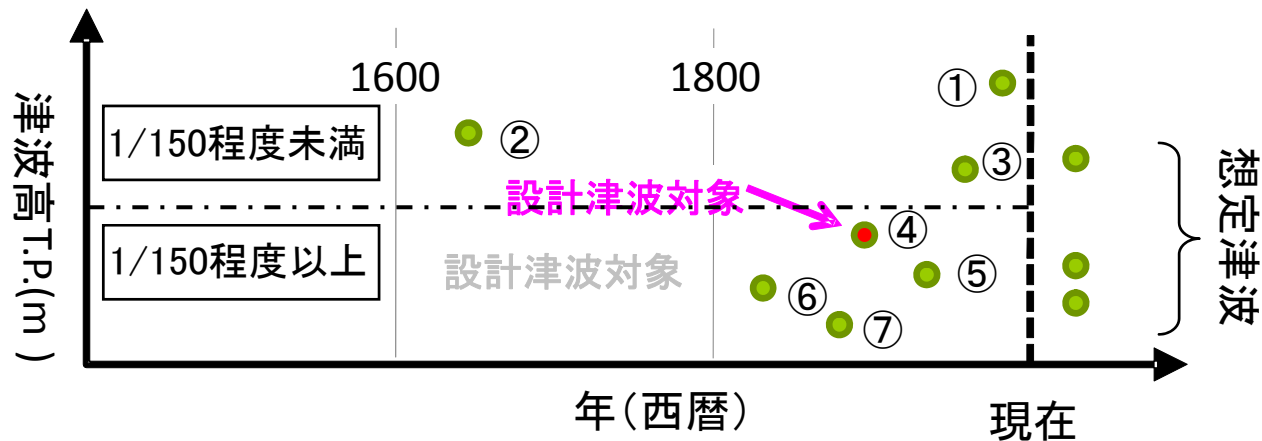 1600
1800
①
1/150程度未満
②
③
設計津波対象
④
1/150程度以上
設計津波対象
⑤
⑥
⑦
津波高T.P.(m)
想定津波
年(西暦)
現在